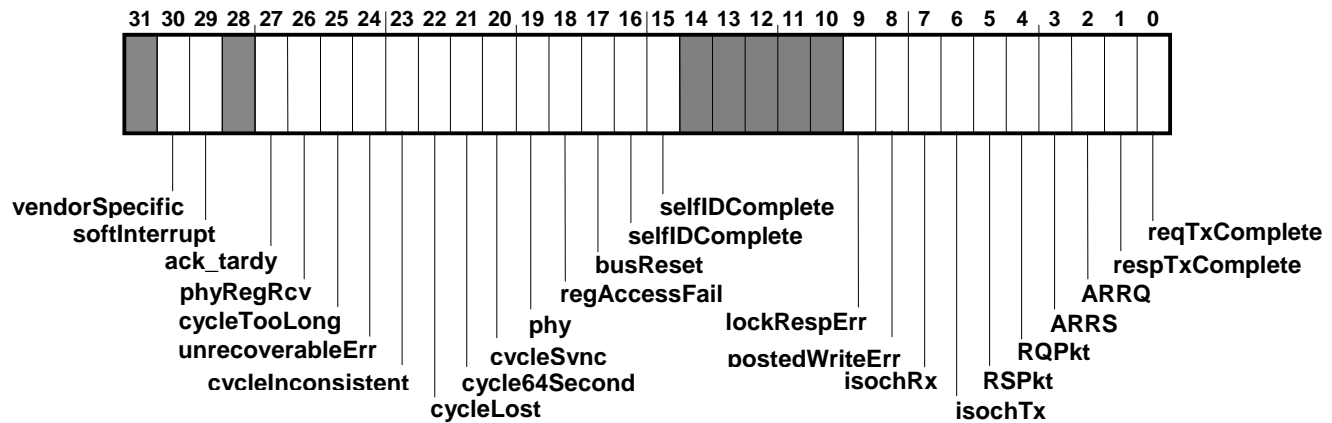 31 30 29 28 27 26 25 24 23 22 21 20 19 18 17 16 15 14 13 12 11 10 9 8 7 6 5 4 3 2 1 0
vendorSpecific
softInterrupt
ack_tardy
phyRegRcv
cycleTooLong
unrecoverableErr
cycleInconsistent
cycleLost
cycle64Second
cycleSync
phy
regAccessFail
busReset
selfIDComplete
selfIDComplete
lockRespErr
postedWriteErr
isochRx
isochTx
RSPkt
RQPkt
ARRS
ARRQ
respTxComplete
reqTxComplete